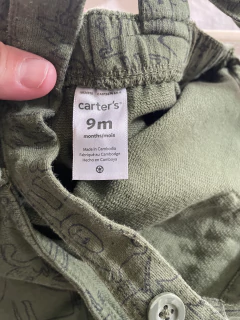 carter's
9m
months/mois
Made in Cambodia
Fabriqué au Cambodge
Hecho en Camboya